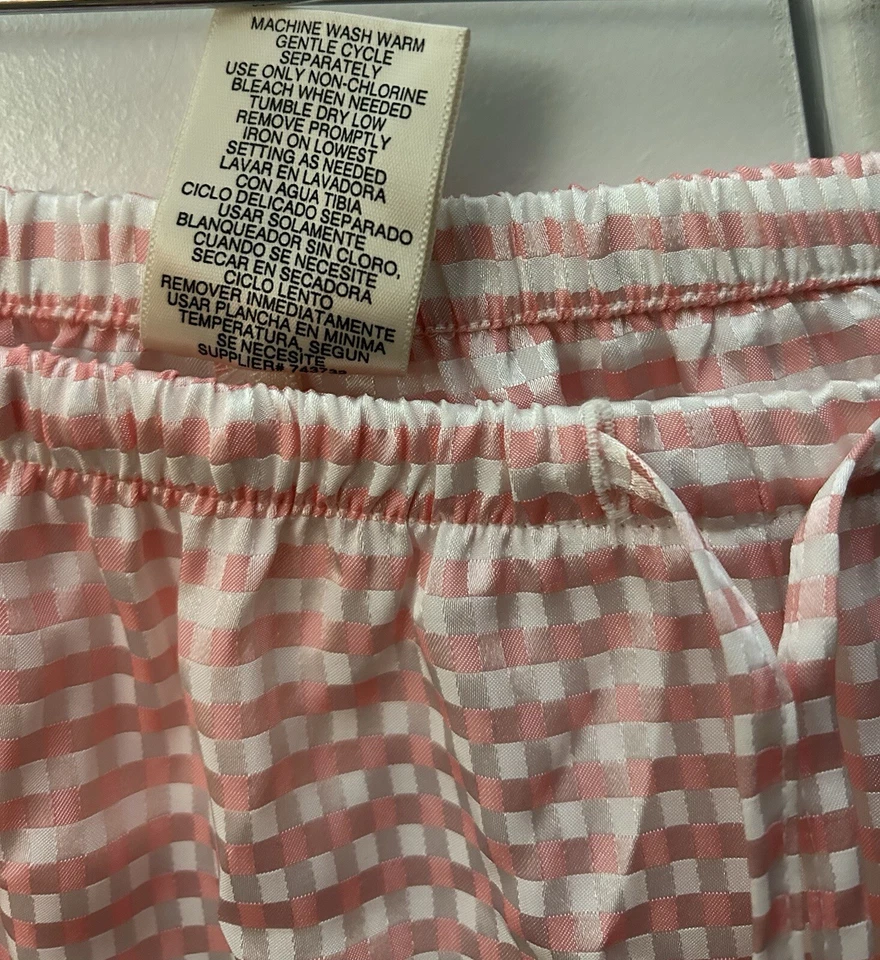 MACHINE WASH WARM
GENTLE CYCLE
SEPARATELY
USE ONLY NON-CHLORINE
BLEACH WHEN NEEDED
TUMBLE DRY LOW
REMOVE PROMPTLY
IRON ON LOWEST
SETTING AS NEEDED
LAVAR EN LAVADORA
CON AGUA TIBIA
CICLO DELICADO SEPARADO
USAR SOLAMENTE
BLANQUEADOR SIN CLORO,
CUANDO SE NECESITE
SECAR EN SECADORA
CICLO LENTO
REMOVER INMEDIATAMENTE
USAR PLANCHA EN MINIMA
TEMPERATURA, SEGUN
SE NECESITE
SUPPLIER#